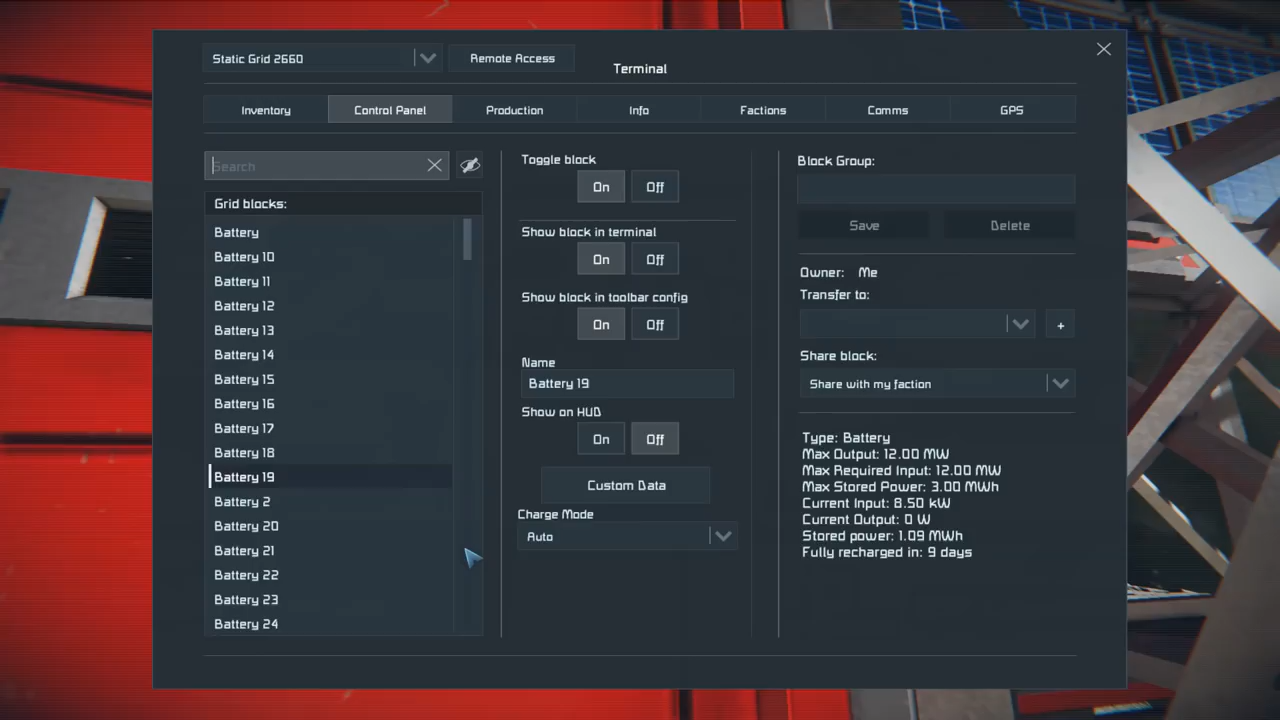 Static Grid 2660
Remote Access
Terminal
Inventory
Control Panel
Production
Info
Factions
Comms
GPS
Search
Grid blocks:
Battery
Battery 10
Battery 11
Battery 12
Battery 13
Battery 14
Battery 15
Battery 16
Battery 17
Battery 18
Battery 19
Battery 2
Battery 20
Battery 21
Battery 22
Battery 23
Battery 24
Toggle block
On
Off
Show block in terminal
On
Off
Show block in toolbar config
On
Off
Name
Battery 19
Show on HUD
On
Off
Custom Data
Charge Mode
Auto
Block Group:
Save
Delete
Owner: Me
Transfer to:
+
Share block:
Share with my faction
Type: Battery
Max Output: 12.00 MW
Max Required Input: 12.00 MW
Max Stored Power: 3.00 MWh
Current Input: 8.50 kW
Current Output: 0 W
Stored power: 1.09 MWh
Fully recharged in: 9 days